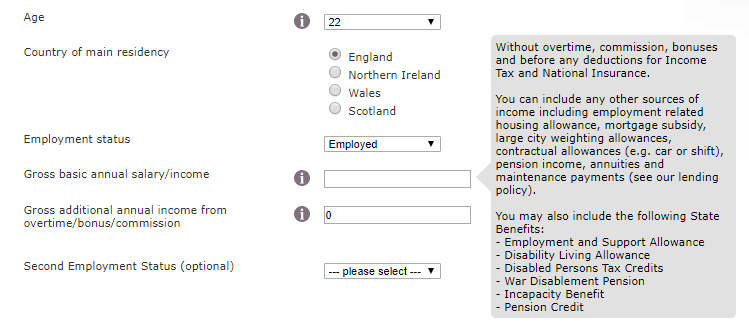 Age
22
Country of main residency
England
Northern Ireland
Wales
Scotland
Employment status
Employed
Gross basic annual salary/income
Gross additional annual income from
overtime/bonus/commission
0
Second Employment Status (optional)
--- please select ---
Without overtime, commission, bonuses
and before any deductions for Income
Tax and National Insurance.
You can include any other sources of
income including employment related
housing allowance, mortgage subsidy,
large city weighting allowances,
contractual allowances (e.g. car or shift),
pension income, annuities and
maintenance payments (see our lending
policy).
You may also include the following State
Benefits:
- Employment and Support Allowance
- Disability Living Allowance
- Disabled Persons Tax Credits
- War Disablement Pension
- Incapacity Benefit
- Pension Credit